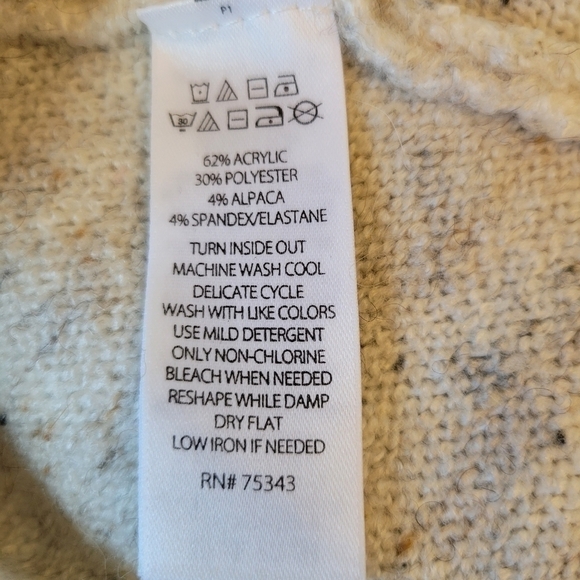 P1
30
62% ACRYLIC
30% POLYESTER
4% ALPACA
4% SPANDEX/ELASTANE
TURN INSIDE OUT
MACHINE WASH COOL
DELICATE CYCLE
WASH WITH LIKE COLORS
USE MILD DETERGENT
ONLY NON-CHLORINE
BLEACH WHEN NEEDED
RESHAPE WHILE DAMP
DRY FLAT
LOW IRON IF NEEDED
RN# 75343